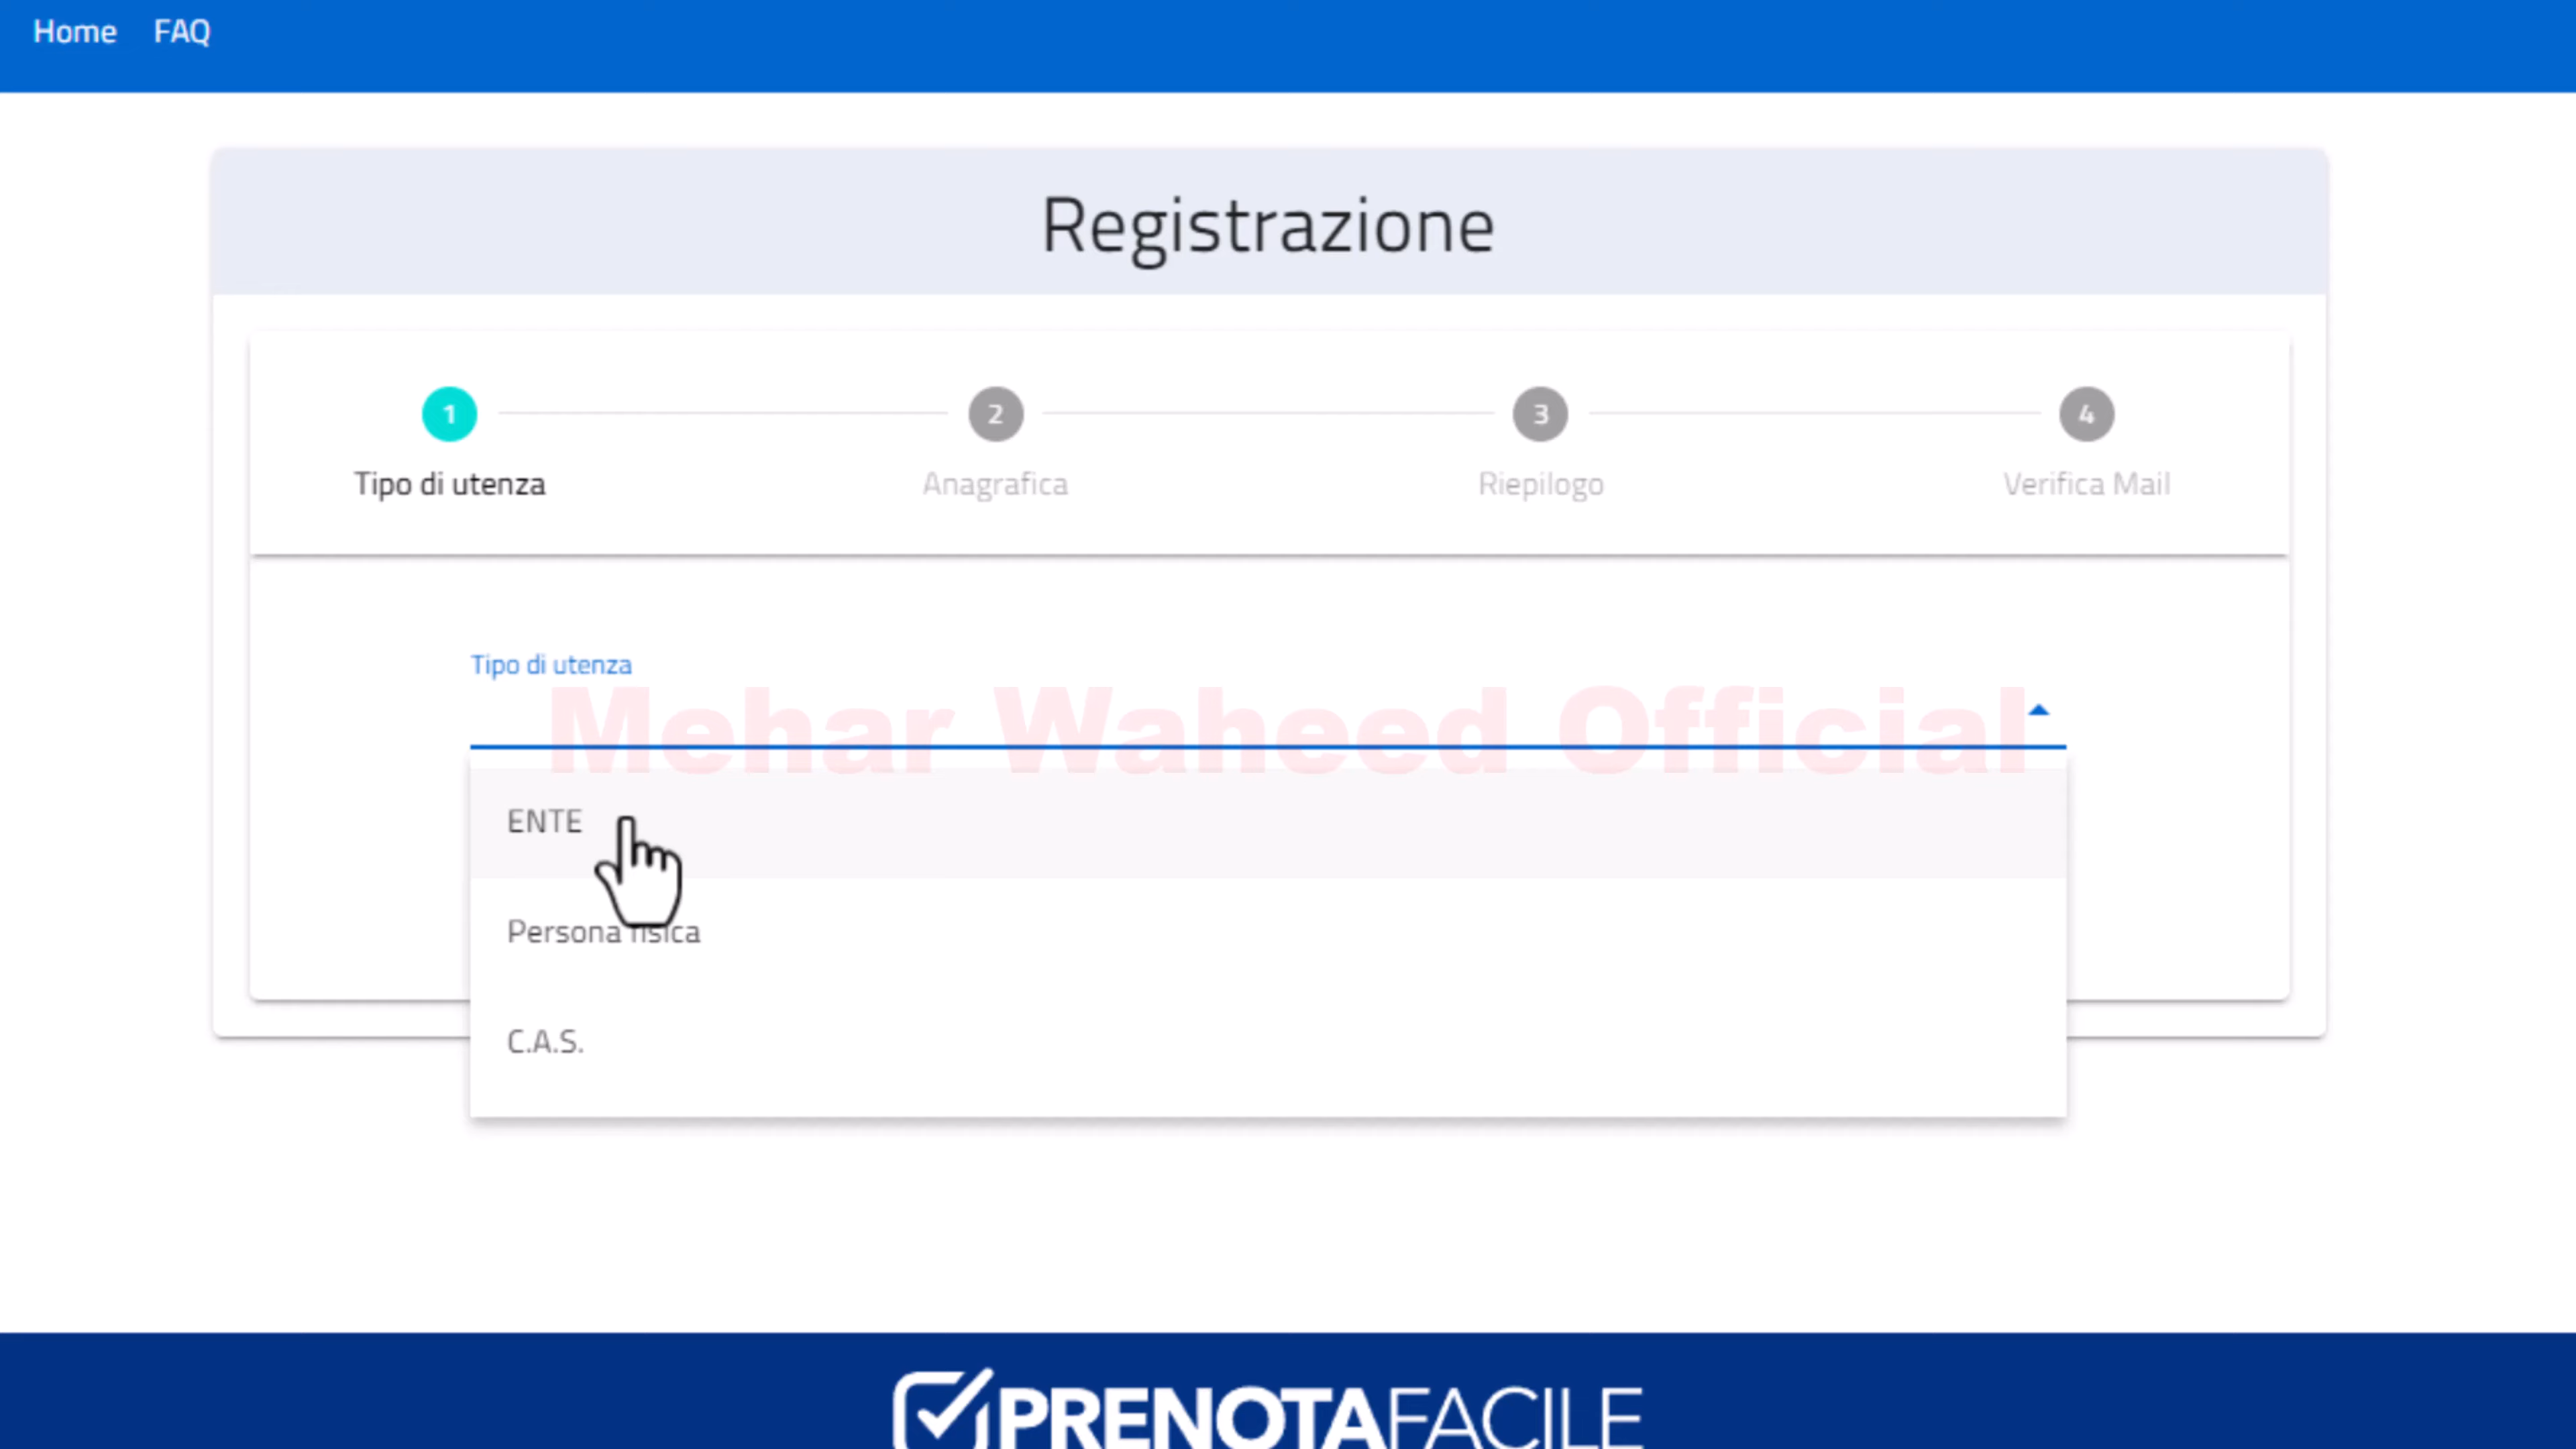 Home FAQ
Registrazione
1 2 3 4
Tipo di utenza Anagrafica Riepilogo Verifica Mail
Tipo di utenza
Mehar Waheed Official
ENTE
Persona fisica
C.A.S.
PRENOTAFACILE